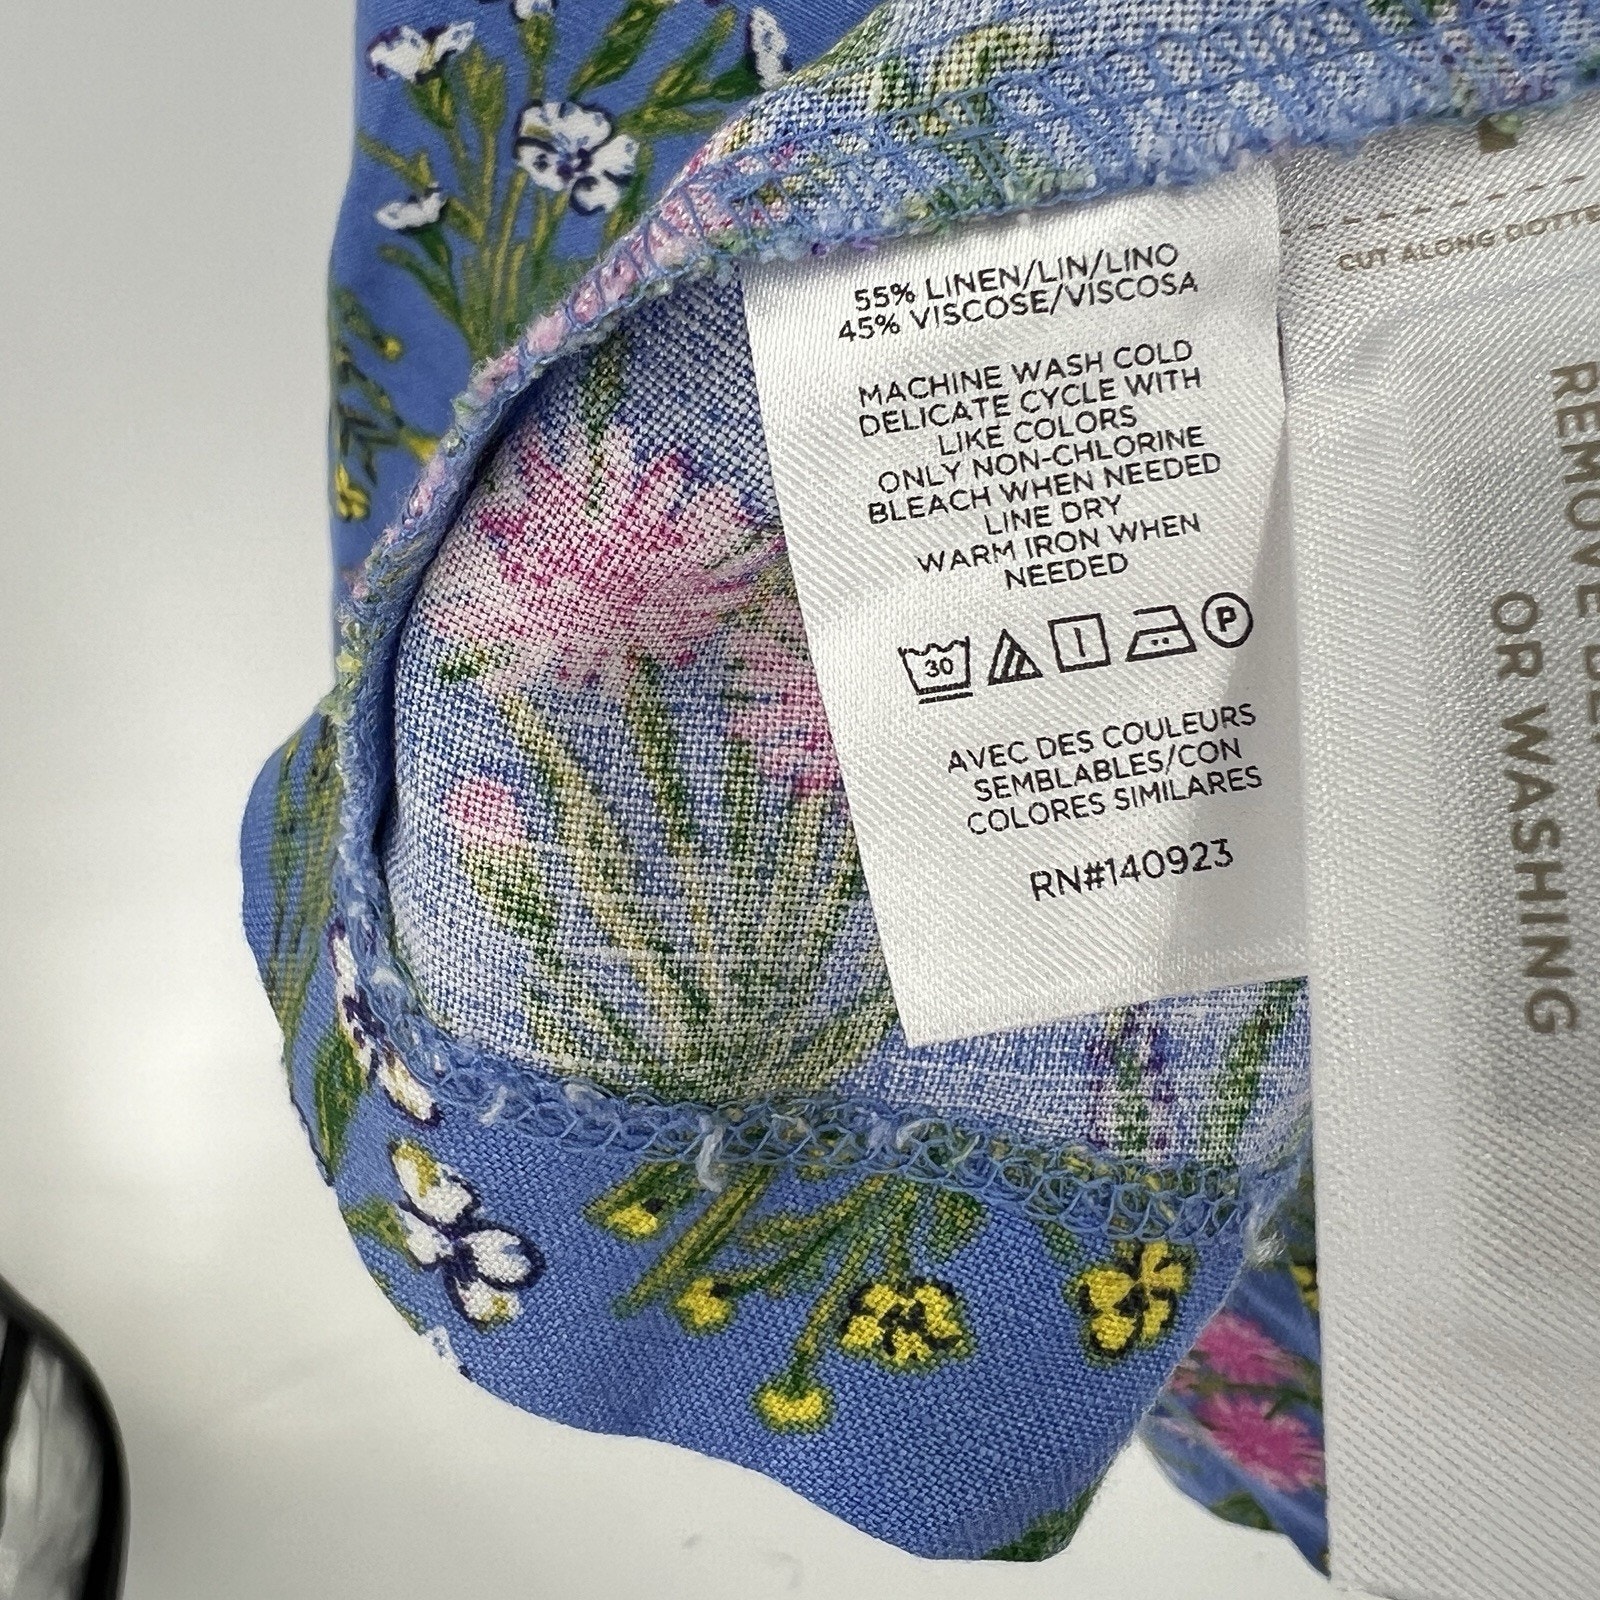 55% LINEN/LIN/LINO
45% VISCOSE/VISCOSA
MACHINE WASH COLD
DELICATE CYCLE WITH
LIKE COLORS
ONLY NON-CHLORINE
BLEACH WHEN NEEDED
LINE DRY
WARM IRON WHEN
NEEDED
30
P
AVEC DES COULEURS
SEMBLABLES/CON
COLORES SIMILARES
RN#140923
CUT ALONG
REMOVE
OR WASHING